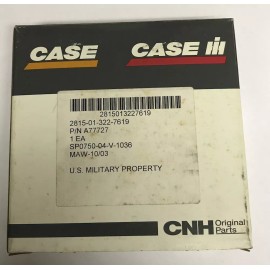 CASE
CASE III
2815013227619
2815-01-322-7619
P/N A77727
1 EA
SP0750-04-V-1036
MAW-10/03
U.S. MILITARY PROPERTY
CNH Original
Parts